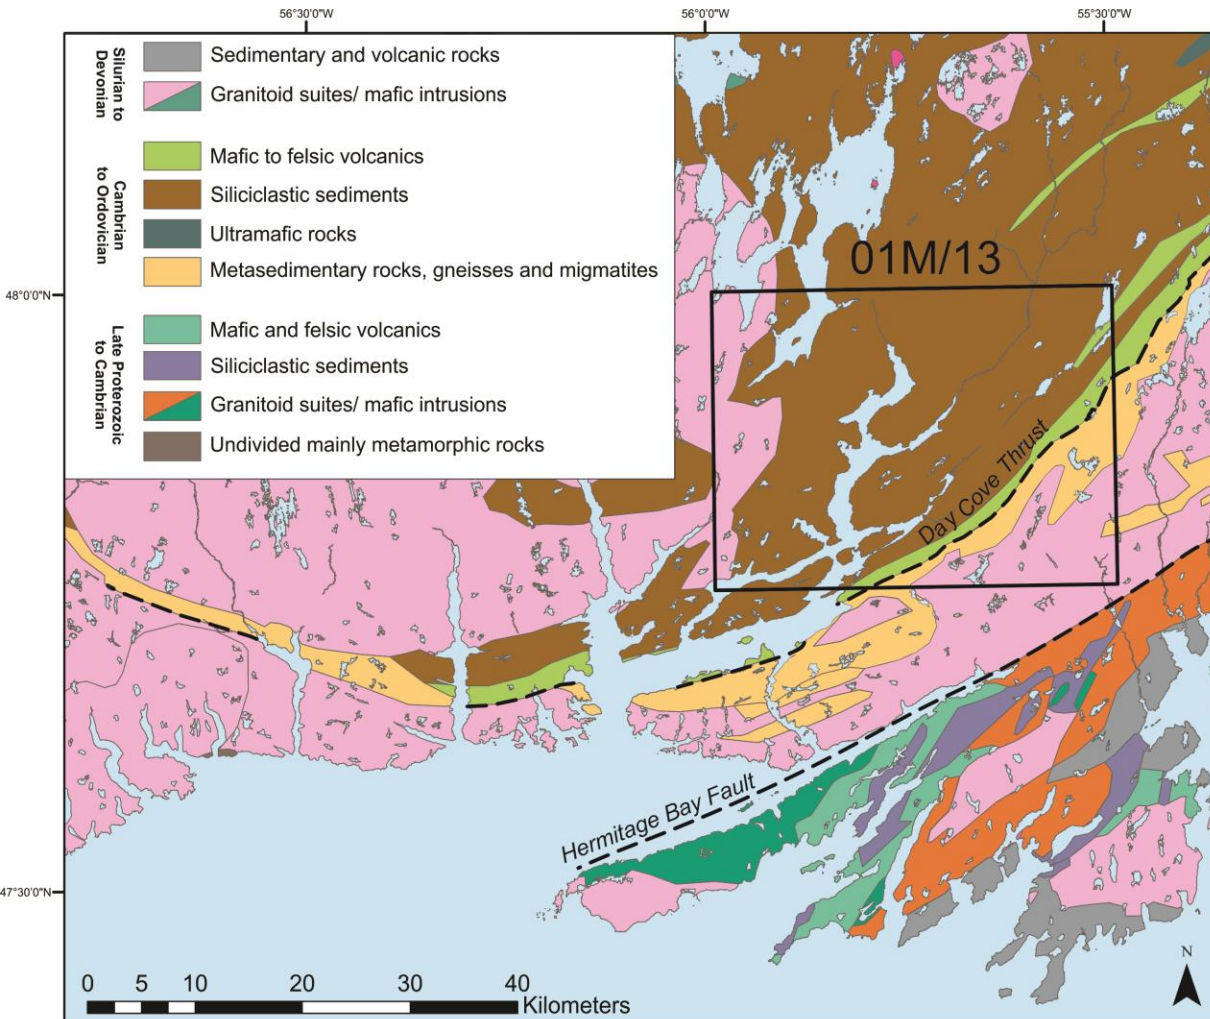 56°30'0"W 56°0'0"W 55°30'0"W
Silurian to
Devonian
Sedimentary and volcanic rocks
Granitoid suites/ mafic intrusions
Cambrian
to Ordovician
Mafic to felsic volcanics
Siliciclastic sediments
Ultramafic rocks
Metasedimentary rocks, gneisses and migmatites
Late Proterozoic
to Cambrian
Mafic and felsic volcanics
Siliciclastic sediments
Granitoid suites/ mafic intrusions
Undivided mainly metamorphic rocks
01M/13
48°0'0"N
Day Cove Thrust
Hermitage Bay Fault
47°30'0"N
N
0 5 10 20 30 40
Kilometers